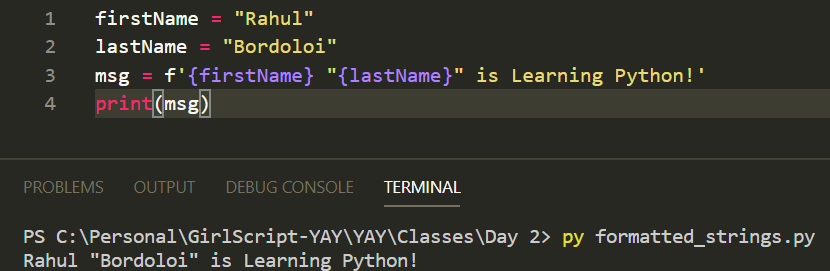 1 firstName = "Rahul"
2 lastName = "Bordoloi"
3 msg = f'{firstName} "{lastName}" is Learning Python!'
4 print(msg)
PROBLEMS OUTPUT DEBUG CONSOLE TERMINAL
PS C:\Personal\GirlScript-YAY\YAY\Classes\Day 2> py formatted_strings.py
Rahul "Bordoloi" is Learning Python!